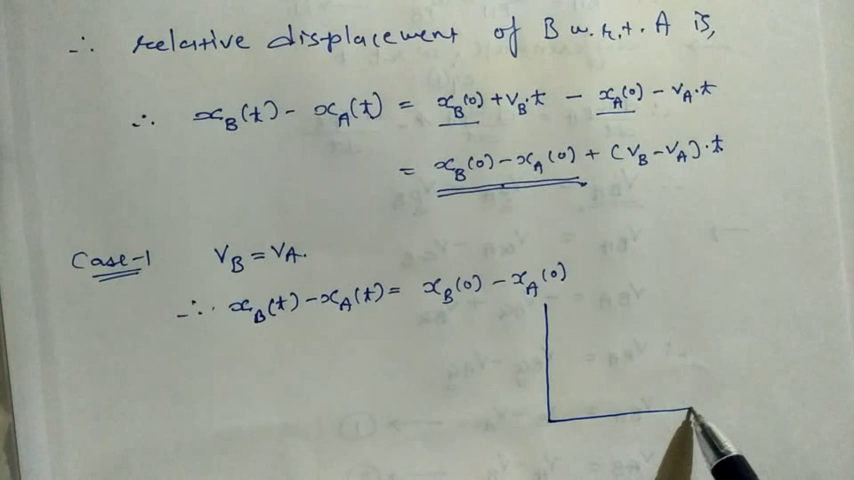 ∴ relative displacement of B w.r.t. A is,
∴ x_B(t) - x_A(t) = x_B(0) + v_B.t - x_A(0) - v_A.t
= x_B(0) - x_A(0) + (v_B - v_A).t
Case-1 v_B = v_A.
∴ x_B(t) - x_A(t) = x_B(0) - x_A(0)